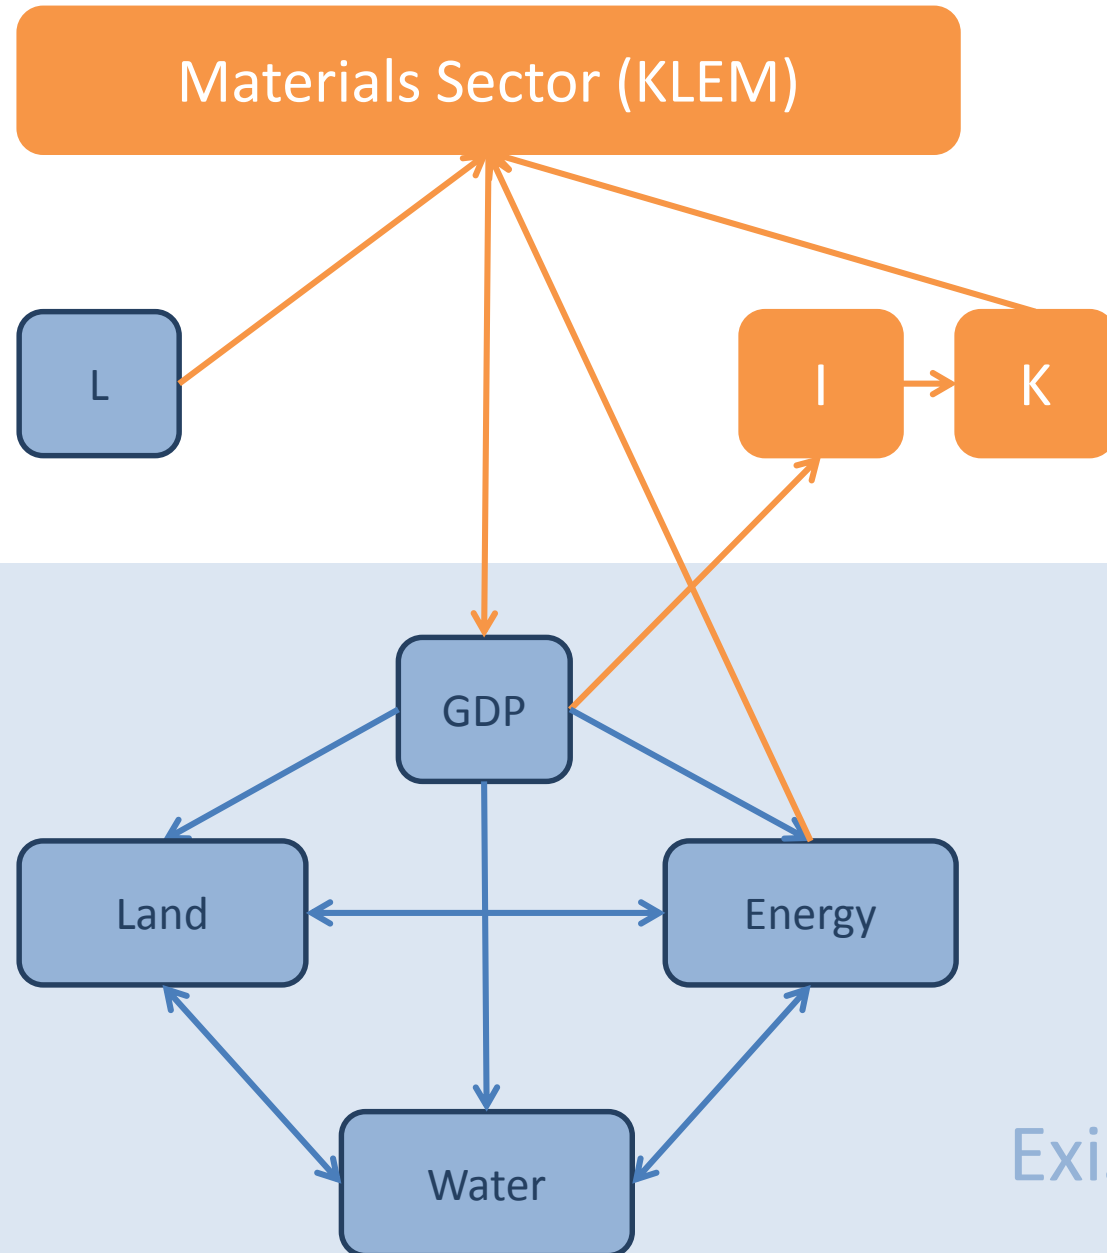 Materials Sector (KLEM)
L
I
K
GDP
Land
Energy
Water